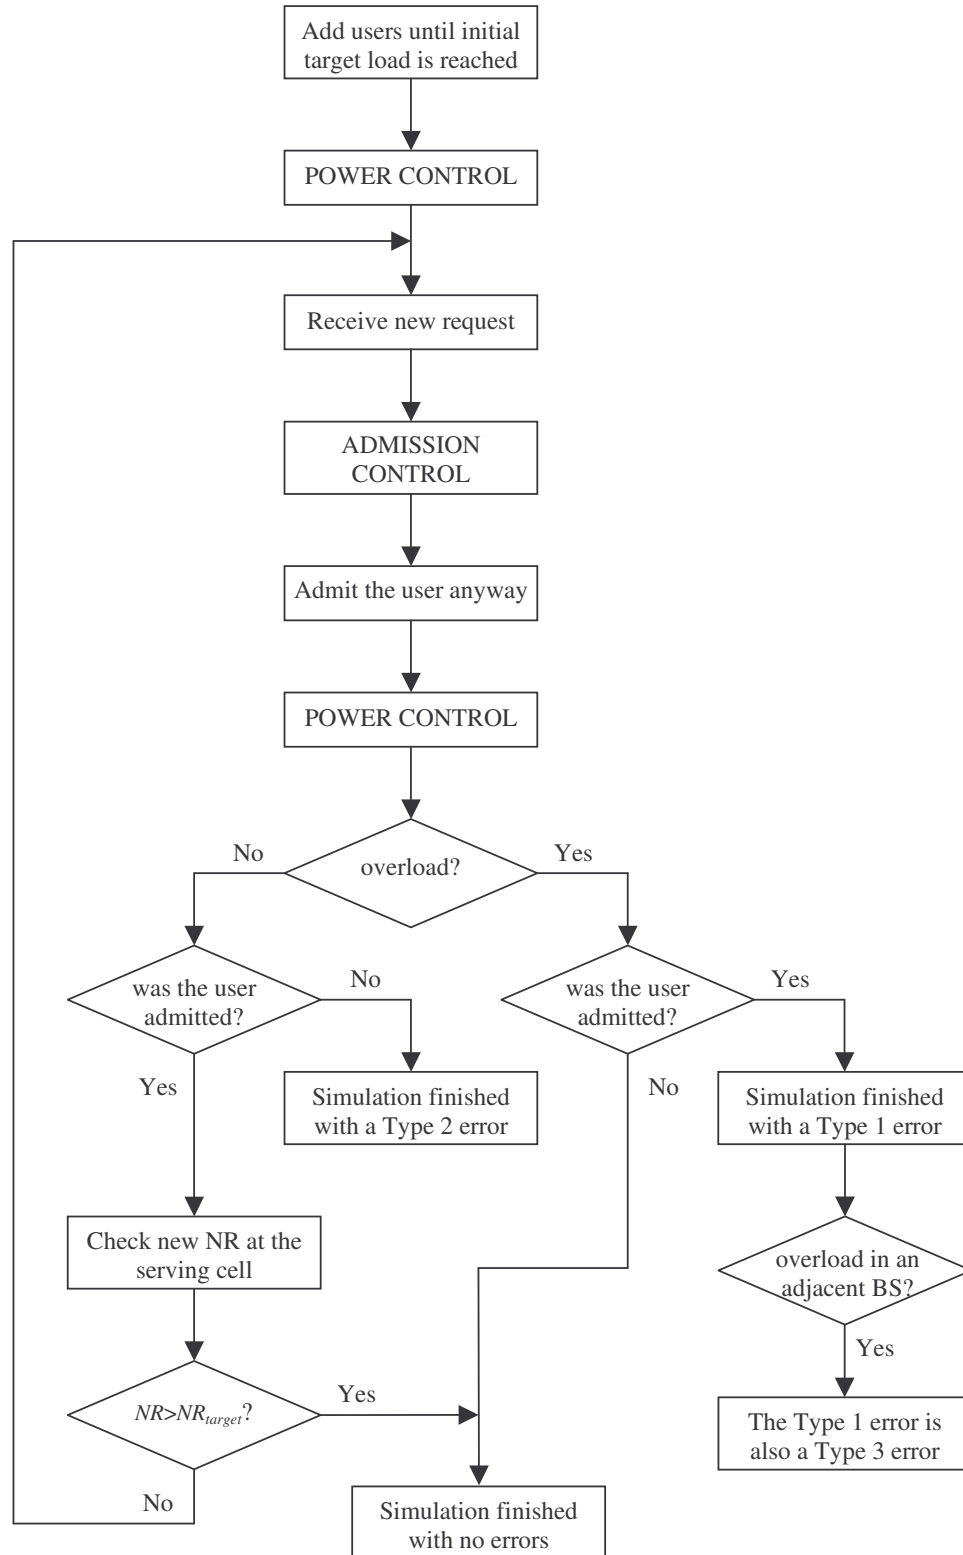 Add users until initial
target load is reached
POWER CONTROL
Receive new request
ADMISSION
CONTROL
Admit the user anyway
POWER CONTROL
No
overload?
Yes
was the user
admitted?
No
was the user
admitted?
Yes
Yes
Simulation finished
with a Type 2 error
No
Simulation finished
with a Type 1 error
Check new NR at the
serving cell
overload in an
adjacent BS?
Yes
NR>NRtarget?
Yes
The Type 1 error is
also a Type 3 error
No
Simulation finished
with no errors